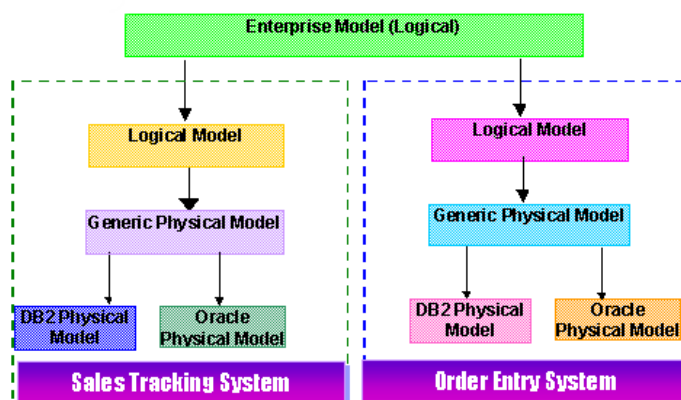 Enterprise Model (Logical)
Logical Model
Generic Physical Model
DB2 Physical
Model
Oracle
Physical Model
Sales Tracking System
Logical Model
Generic Physical Model
DB2 Physical
Model
Oracle
Physical Model
Order Entry System